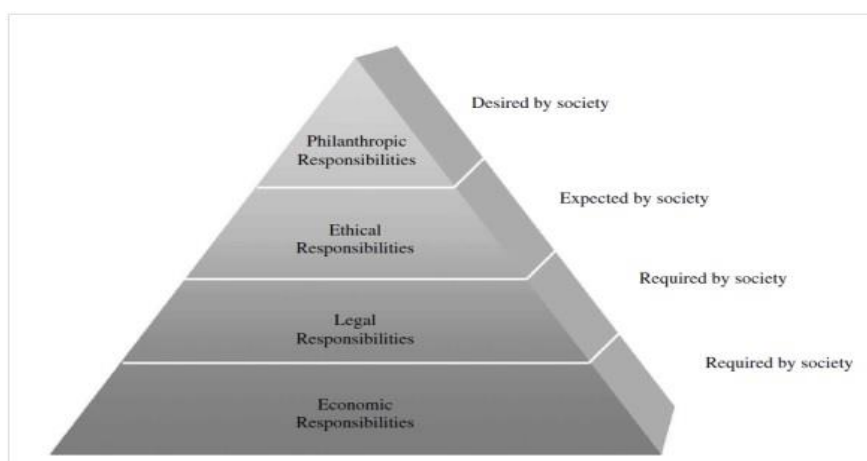 Desired by society
Philanthropic
Responsibilities
Expected by society
Ethical
Responsibilities
Required by society
Legal
Responsibilities
Required by society
Economic
Responsibilities